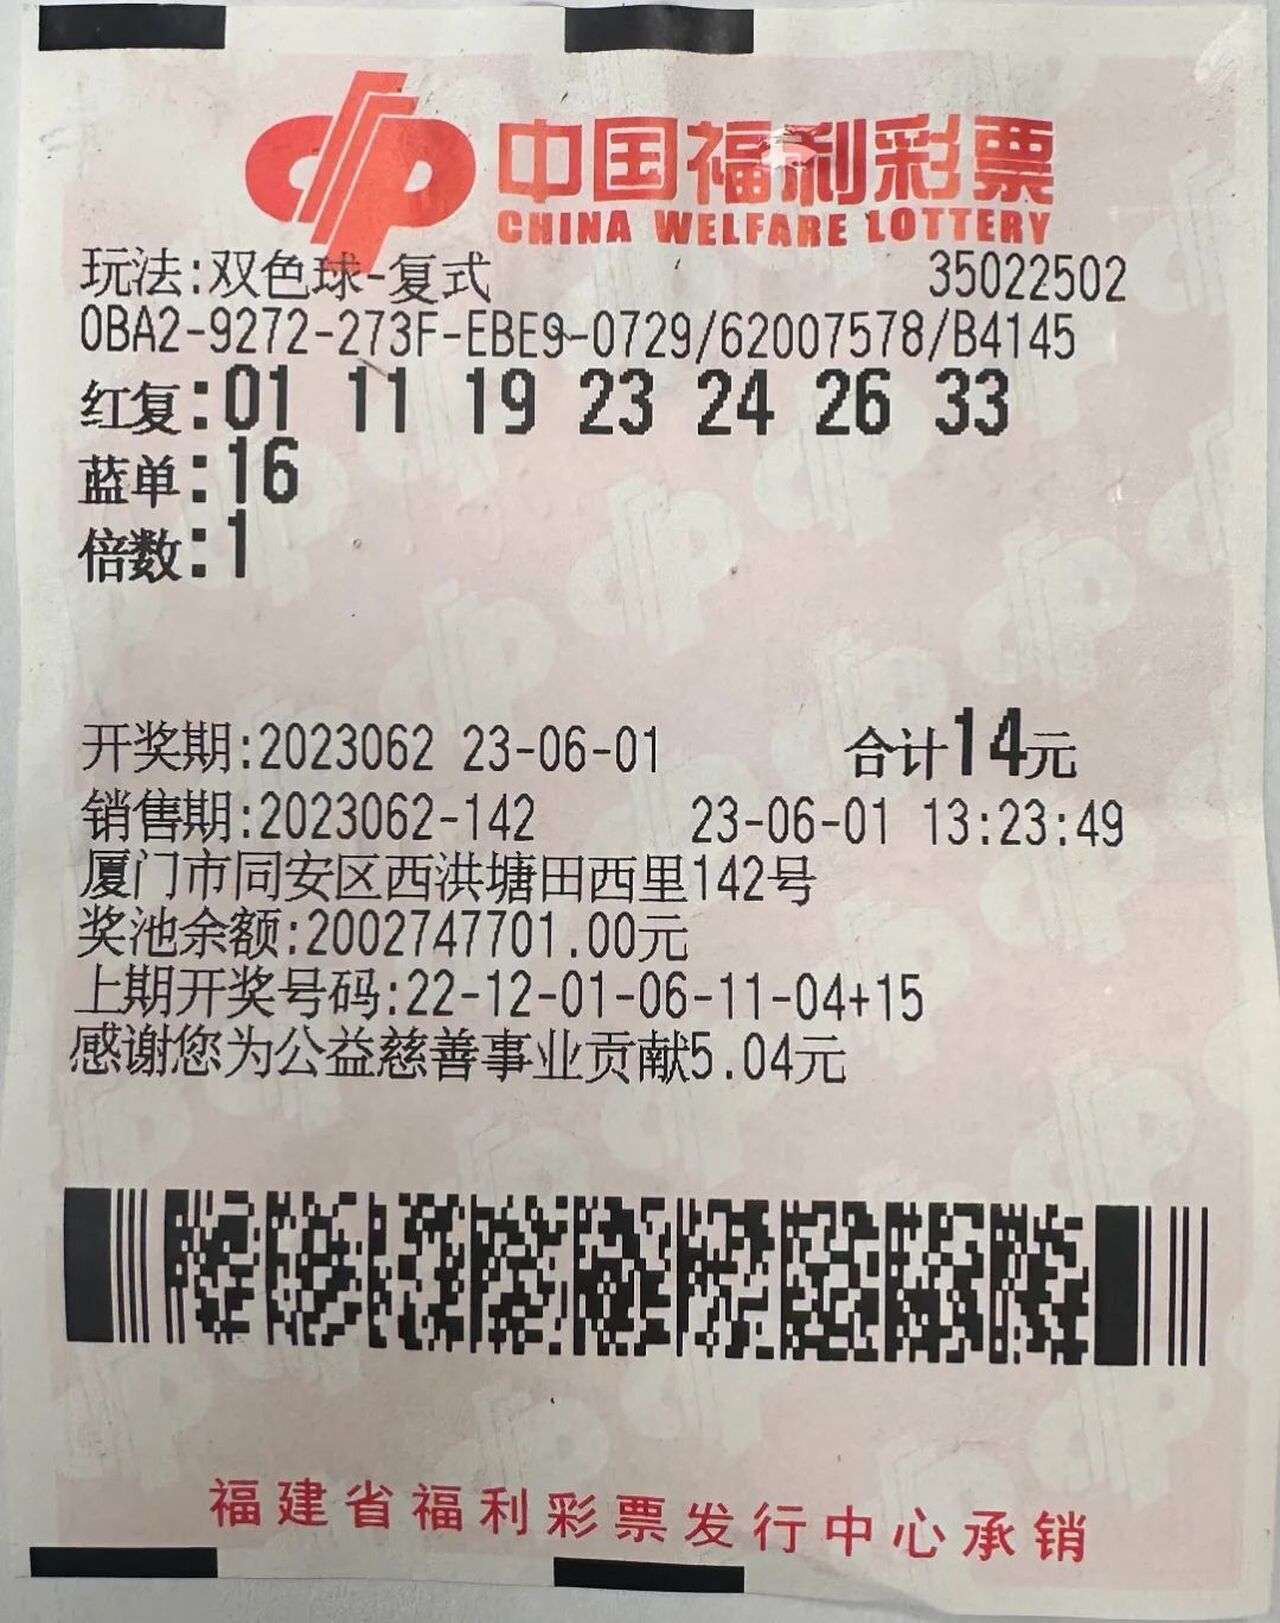 中国福利彩票
CHINA WELFARE LOTTERY
玩法:双色球-复式 35022502
0BA2-9272-273F-EBE9-0729/62007578/B4145
红复:01 11 19 23 24 26 33
蓝单:16
倍数:1
开奖期:2023062 23-06-01 合计14元
销售期:2023062-142 23-06-01 13:23:49
厦门市同安区西洪塘田西里142号
奖池余额:2002747701.00元
上期开奖号码:22-12-01-06-11-04+15
感谢您为公益慈善事业贡献5.04元
福建省福利彩票发行中心承销